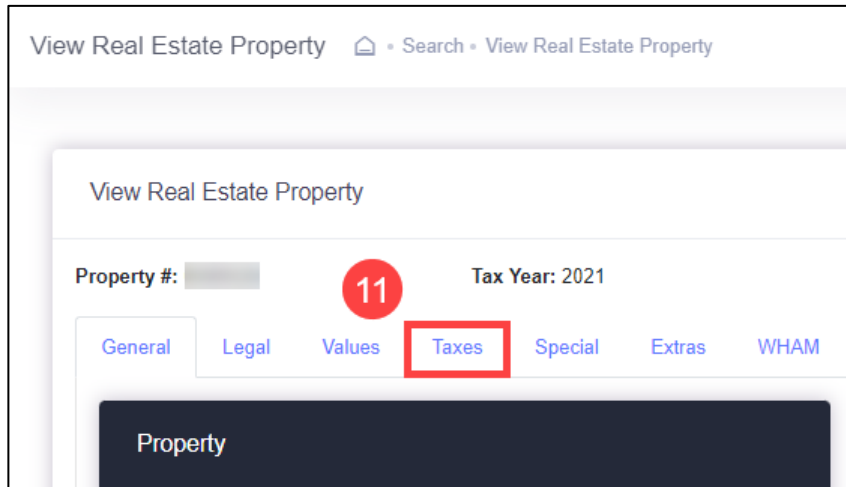 View Real Estate Property • Search • View Real Estate Property
View Real Estate Property
Property #: Tax Year: 2021
11
General Legal Values Taxes Special Extras WHAM
Property